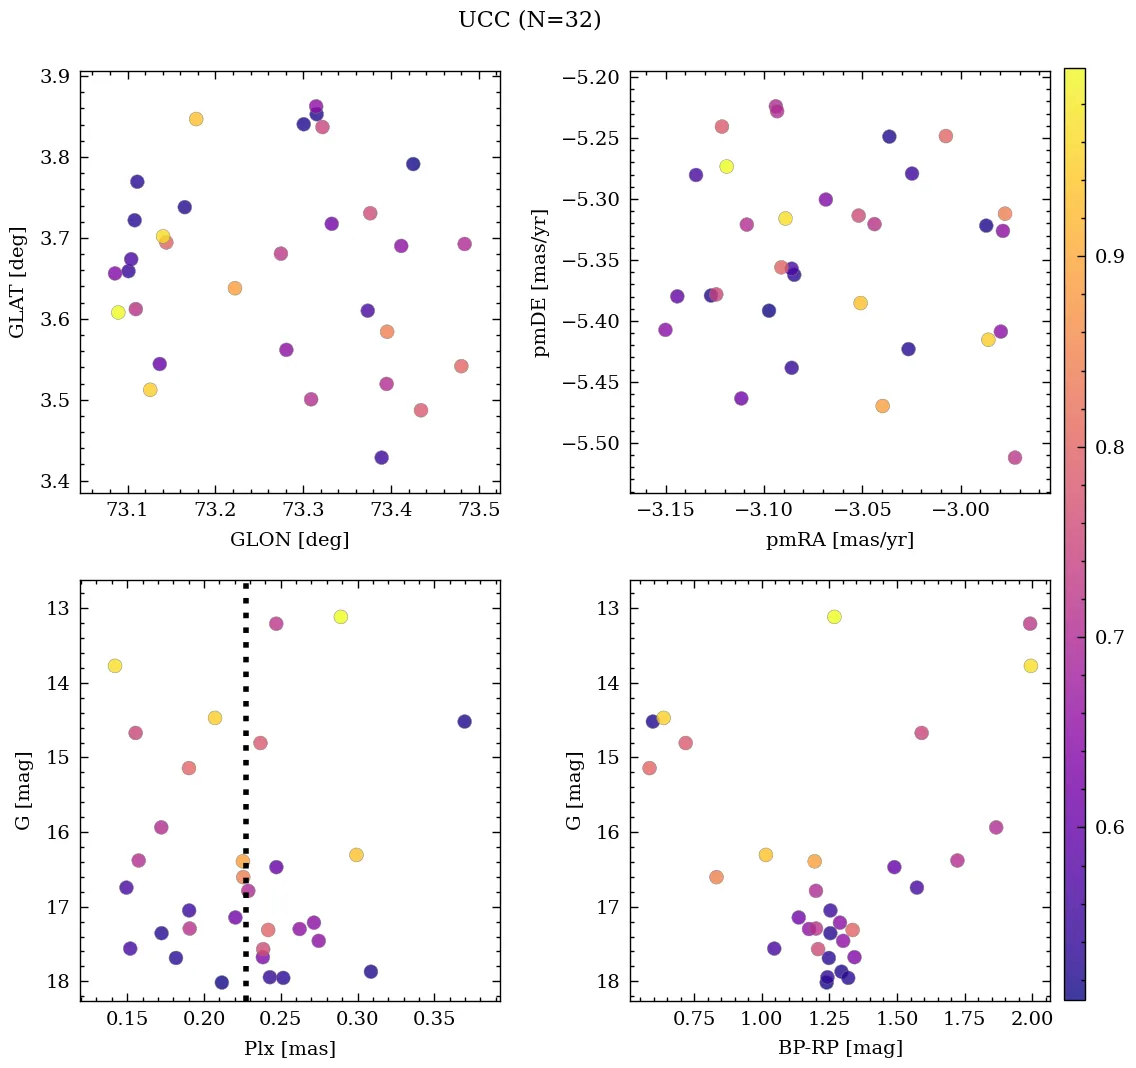 UCC (N=32)
3.9
3.8
3.7
3.6
3.5
3.4
GLAT [deg]
73.1 73.2 73.3 73.4 73.5
GLON [deg]
−5.20
−5.25
−5.30
−5.35
−5.40
−5.45
−5.50
pmDE [mas/yr]
−3.15 −3.10 −3.05 −3.00
pmRA [mas/yr]
13
14
15
16
17
18
G [mag]
0.15 0.20 0.25 0.30 0.35
Plx [mas]
13
14
15
16
17
18
G [mag]
0.75 1.00 1.25 1.50 1.75 2.00
BP-RP [mag]
0.9
0.8
0.7
0.6